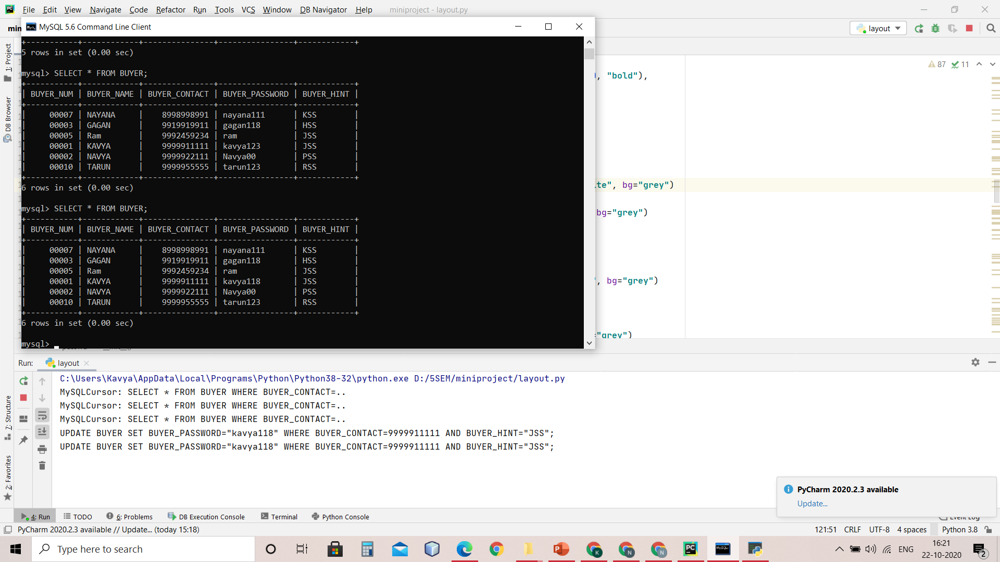 File Edit View Navigate Code Refactor Run Tools VCS Window DB Navigator Help miniproject - layout.py
min
MySQL 5.6 Command Line Client
layout
+-----------+------------+---------------+----------------+------------+
5 rows in set (0.00 sec)
mysql> SELECT * FROM BUYER;
+-----------+------------+---------------+----------------+------------+
| BUYER_NUM | BUYER_NAME | BUYER_CONTACT | BUYER_PASSWORD | BUYER_HINT |
+-----------+------------+---------------+----------------+------------+
|     00007 | NAYANA     |    8998998991 | nayana111      | KSS        |
|     00003 | GAGAN      |    9919919911 | gagan118       | HSS        |
|     00005 | Ram        |    9992459234 | ram            | JSS        |
|     00001 | KAVYA      |    9999911111 | kavya123       | JSS        |
|     00002 | NAVYA      |    9999922111 | Navya00        | PSS        |
|     00010 | TARUN      |    9999955555 | tarun123       | RSS        |
+-----------+------------+---------------+----------------+------------+
6 rows in set (0.00 sec)
mysql> SELECT * FROM BUYER;
+-----------+------------+---------------+----------------+------------+
| BUYER_NUM | BUYER_NAME | BUYER_CONTACT | BUYER_PASSWORD | BUYER_HINT |
+-----------+------------+---------------+----------------+------------+
|     00007 | NAYANA     |    8998998991 | nayana111      | KSS        |
|     00003 | GAGAN      |    9919919911 | gagan118       | HSS        |
|     00005 | Ram        |    9992459234 | ram            | JSS        |
|     00001 | KAVYA      |    9999911111 | kavya118       | JSS        |
|     00002 | NAVYA      |    9999922111 | Navya00        | PSS        |
|     00010 | TARUN      |    9999955555 | tarun123       | RSS        |
+-----------+------------+---------------+----------------+------------+
6 rows in set (0.00 sec)
mysql>
87 11
, "bold"),
te", bg="grey")
bg="grey")
", bg="grey")
="grey")
1: Project
DB Browser
7: Structure
2: Favorites
Run: layout
C:\Users\Kavya\AppData\Local\Programs\Python\Python38-32\python.exe D:/5SEM/miniproject/layout.py
MySQLCursor: SELECT * FROM BUYER WHERE BUYER_CONTACT=..
MySQLCursor: SELECT * FROM BUYER WHERE BUYER_CONTACT=..
MySQLCursor: SELECT * FROM BUYER WHERE BUYER_CONTACT=..
UPDATE BUYER SET BUYER_PASSWORD="kavya118" WHERE BUYER_CONTACT=9999911111 AND BUYER_HINT="JSS";
UPDATE BUYER SET BUYER_PASSWORD="kavya118" WHERE BUYER_CONTACT=9999911111 AND BUYER_HINT="JSS";
PyCharm 2020.2.3 available
Update...
4: Run TODO 6: Problems DB Execution Console Terminal Python Console Event Log
PyCharm 2020.2.3 available // Update... (today 15:18) 121:51 CRLF UTF-8 4 spaces Python 3.8
Type here to search
ENG
16:21
22-10-2020
2